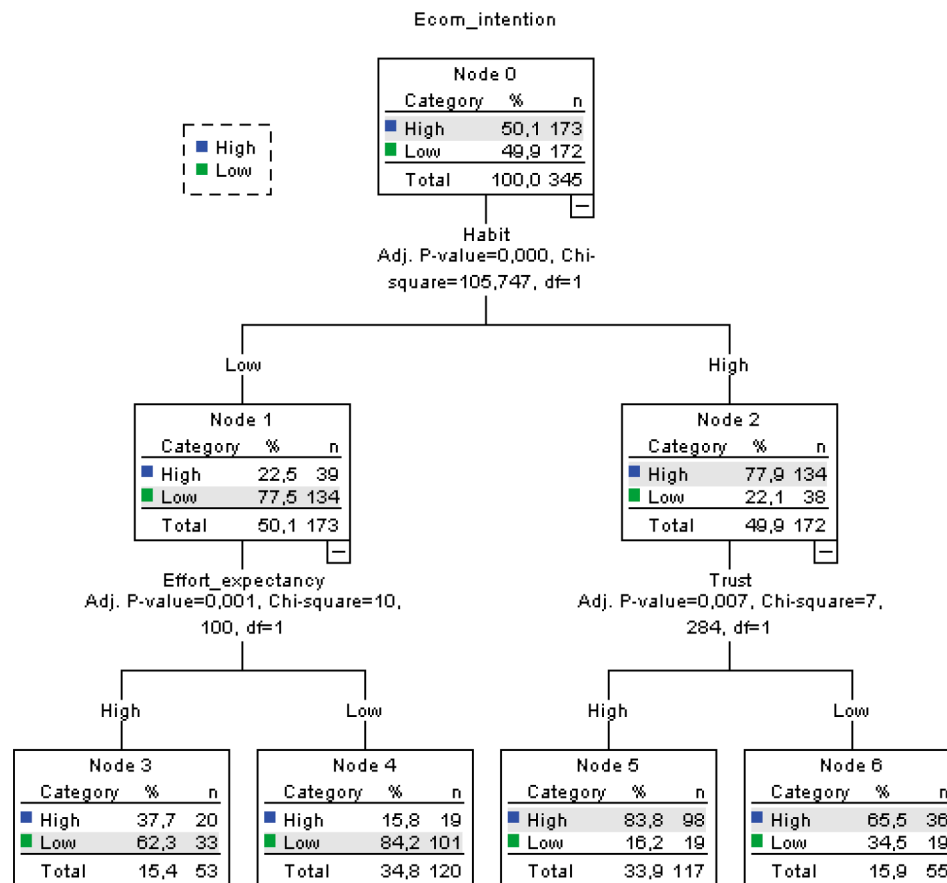 Ecom_intention
Node 0
Category % n
High 50,1 173
Low 49,9 172
Total 100,0 345
High
Low
Habit
Adj. P-value=0,000, Chi-
square=105,747, df=1
Low
High
Node 1
Category % n
High 22,5 39
Low 77,5 134
Total 50,1 173
Node 2
Category % n
High 77,9 134
Low 22,1 38
Total 49,9 172
Effort_expectancy
Adj. P-value=0,001, Chi-square=10,
100, df=1
Trust
Adj. P-value=0,007, Chi-square=7,
284, df=1
High
Low
High
Low
Node 3
Category % n
High 37,7 20
Low 62,3 33
Total 15,4 53
Node 4
Category % n
High 15,8 19
Low 84,2 101
Total 34,8 120
Node 5
Category % n
High 83,8 98
Low 16,2 19
Total 33,9 117
Node 6
Category % n
High 65,5 36
Low 34,5 19
Total 15,9 55